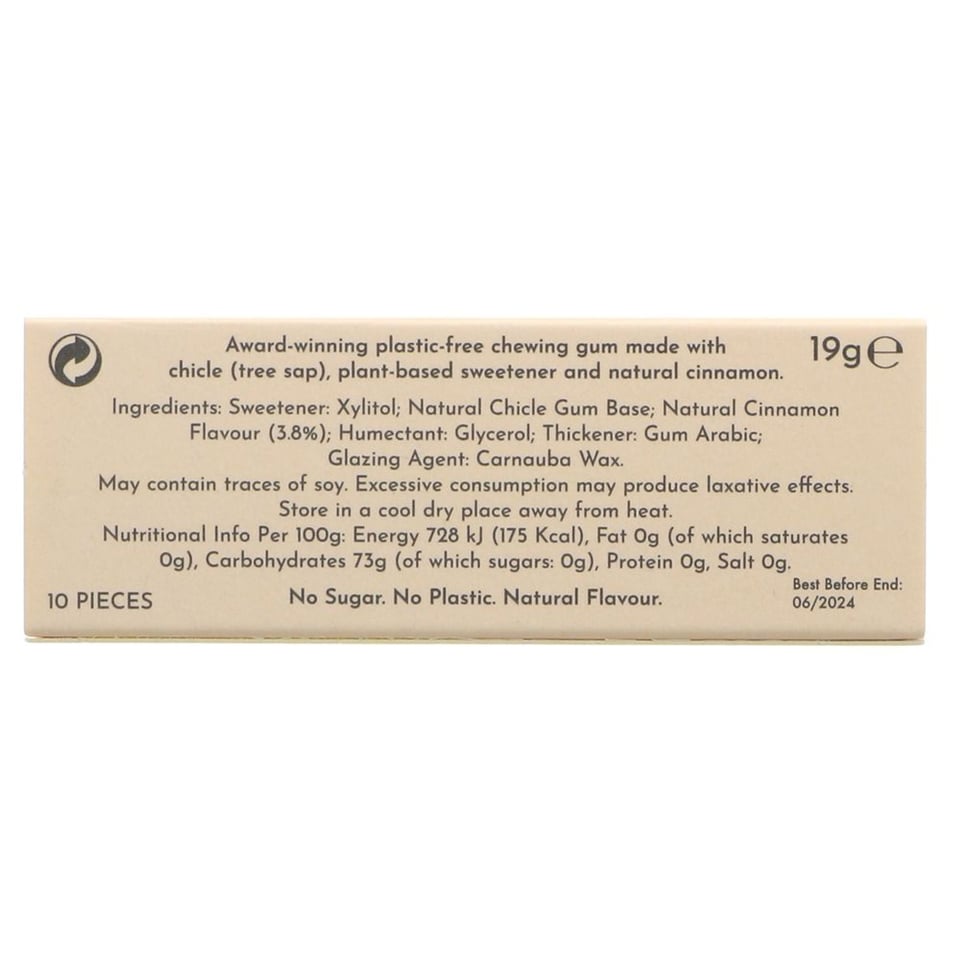 Award-winning plastic-free chewing gum made with
chicle (tree sap), plant-based sweetener and natural cinnamon.
19g℮
Ingredients: Sweetener: Xylitol; Natural Chicle Gum Base; Natural Cinnamon
Flavour (3.8%); Humectant: Glycerol; Thickener: Gum Arabic;
Glazing Agent: Carnauba Wax.
May contain traces of soy. Excessive consumption may produce laxative effects.
Store in a cool dry place away from heat.
Nutritional Info Per 100g: Energy 728 kJ (175 Kcal), Fat 0g (of which saturates
0g), Carbohydrates 73g (of which sugars: 0g), Protein 0g, Salt 0g.
10 PIECES
No Sugar. No Plastic. Natural Flavour.
Best Before End:
06/2024